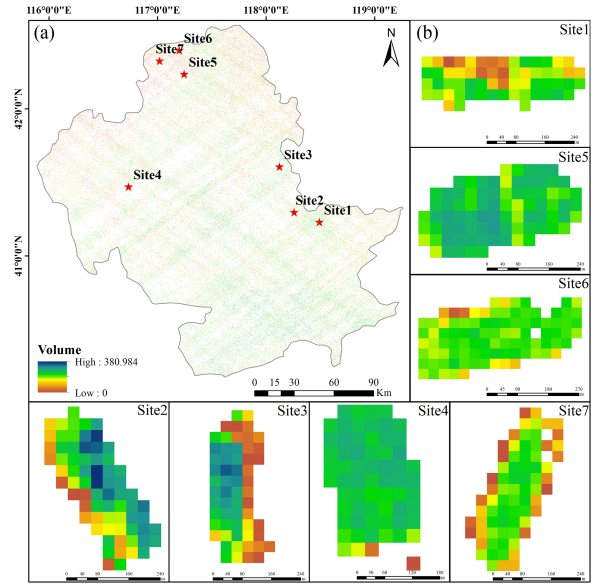 116°0'0"E 117°0'0"E 118°0'0"E 119°0'0"E
(a)
N
Site6
Site7
Site5
42°0'0"N
Site3
Site4
Site2
Site1
41°0'0"N
Volume
High : 380.984
Low : 0
0 15 30 60 90
Km
(b)
Site1
0 40 80 160 240
m
Site5
0 40 80 160 240
m
Site6
0 45 90 180 270
m
Site2
0 40 80 160 240
m
Site3
0 40 80 160 240
m
Site4
0 30 60 120 180
m
Site7
0 40 80 160 240
m